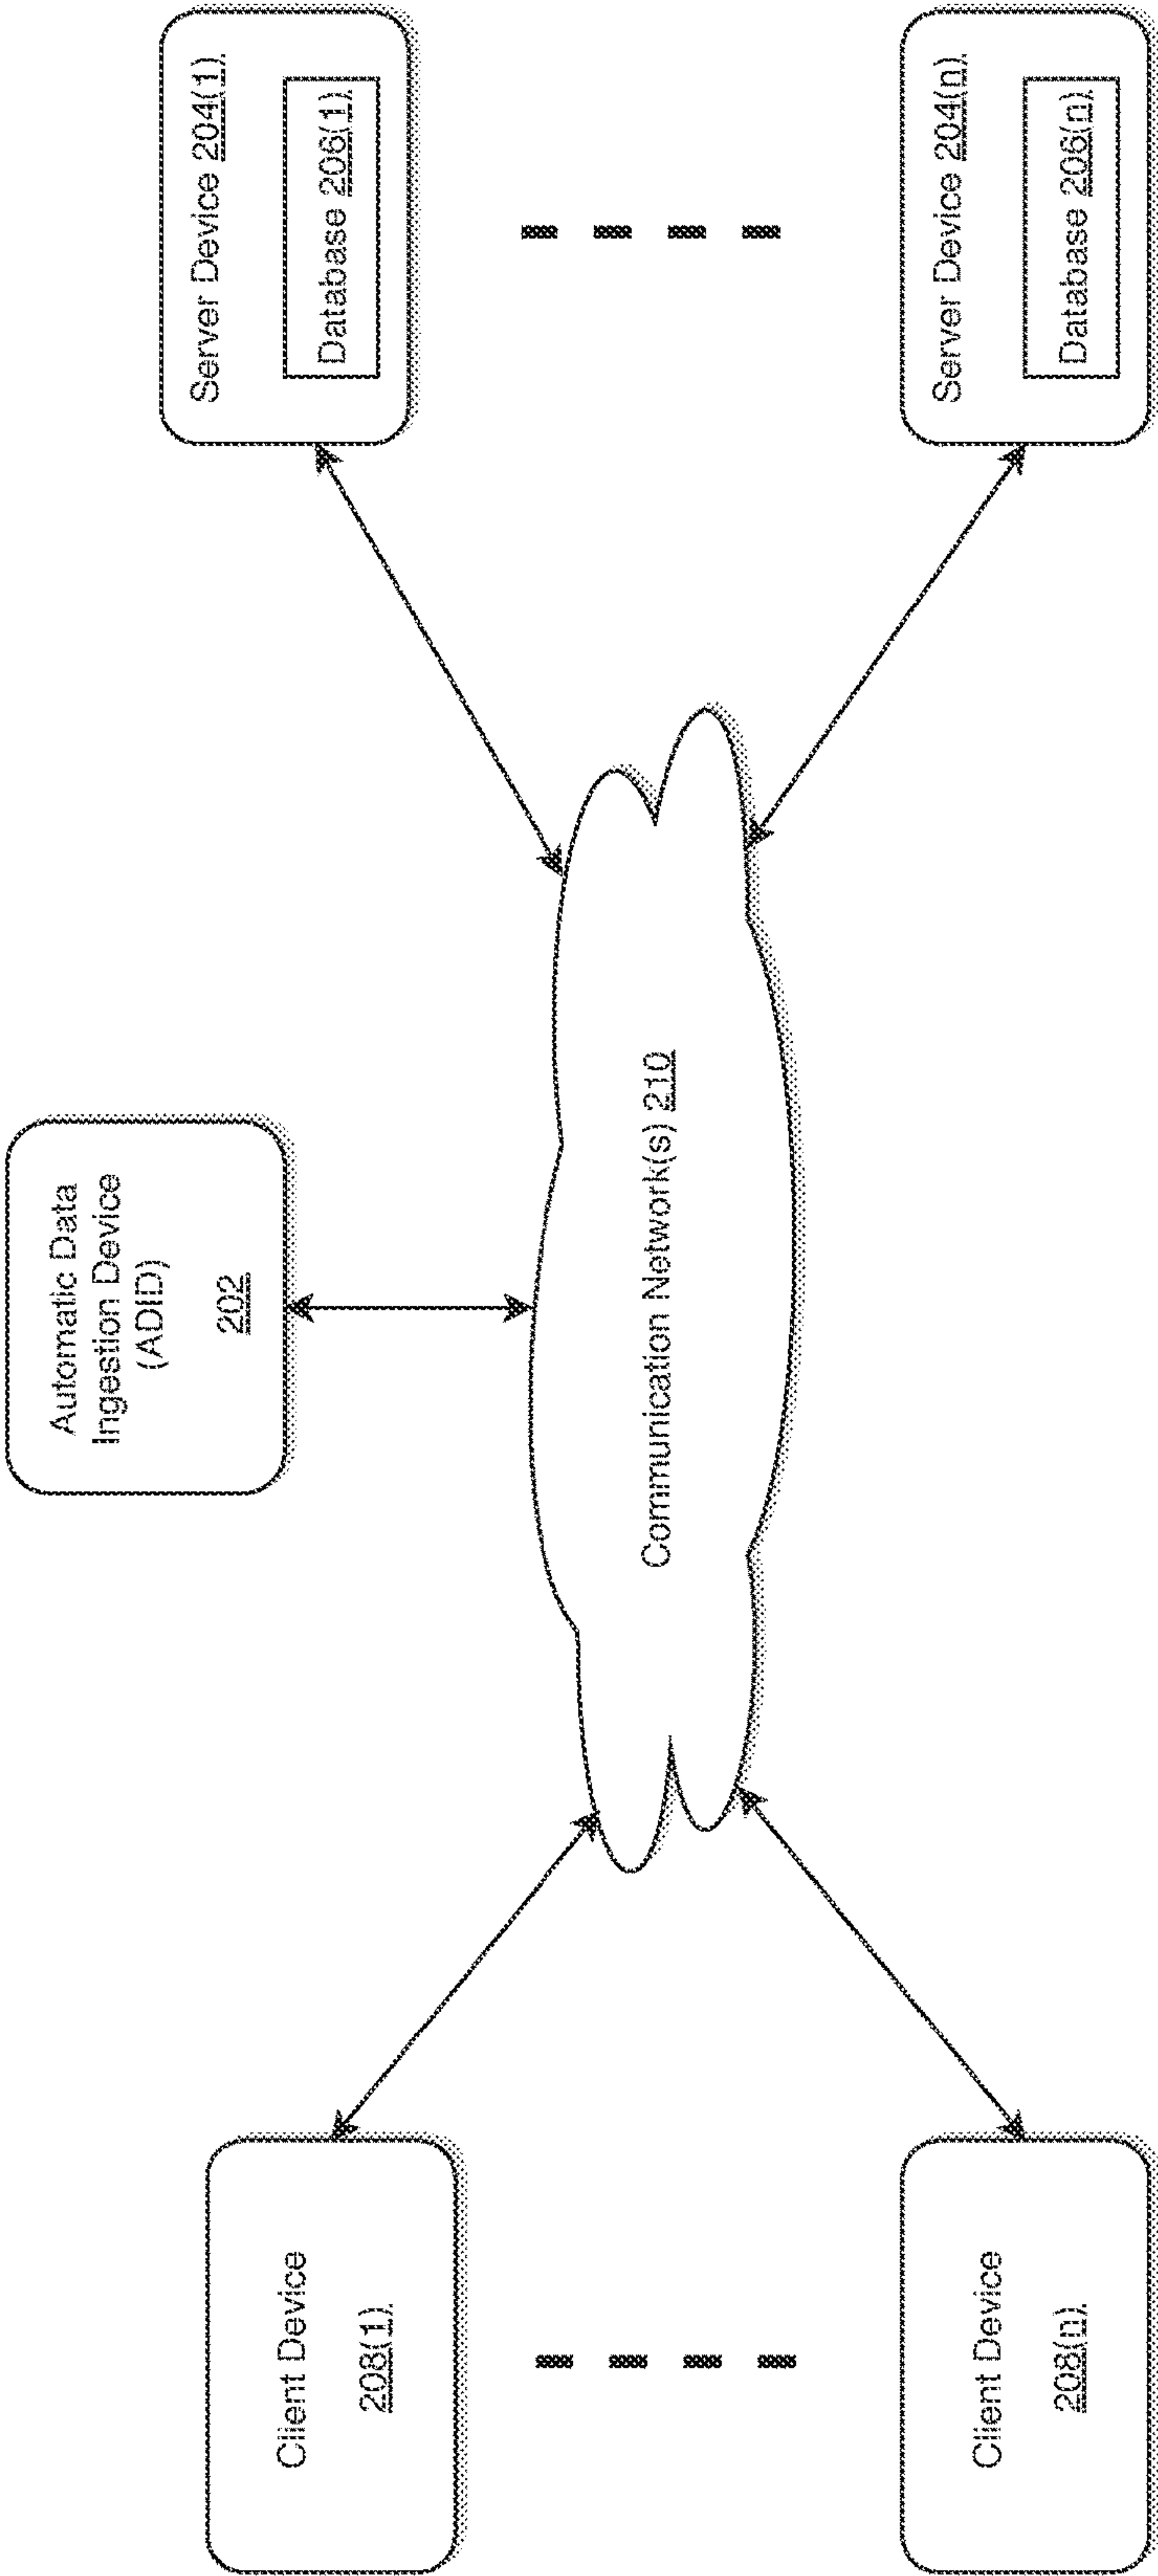 Automatic Data
Ingestion Device
(ADID)
202
Client Device
208(1)
Client Device
208(n)
Communication Network(s) 210
Server Device 204(1)
Database 206(1)
Server Device 204(n)
Database 206(n)